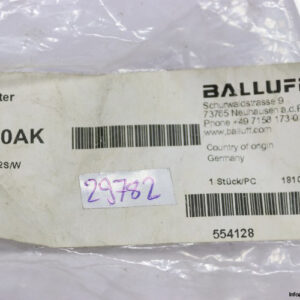 ter
BALLUFF
Schurwaldstrasse 9
73765 Neuhausen a.d.F
Phone +49 7158 173-0
www.balluff.com
0AK
2S/W
Country of origin
Germany
29782
1 Stück/PC
1810
554128